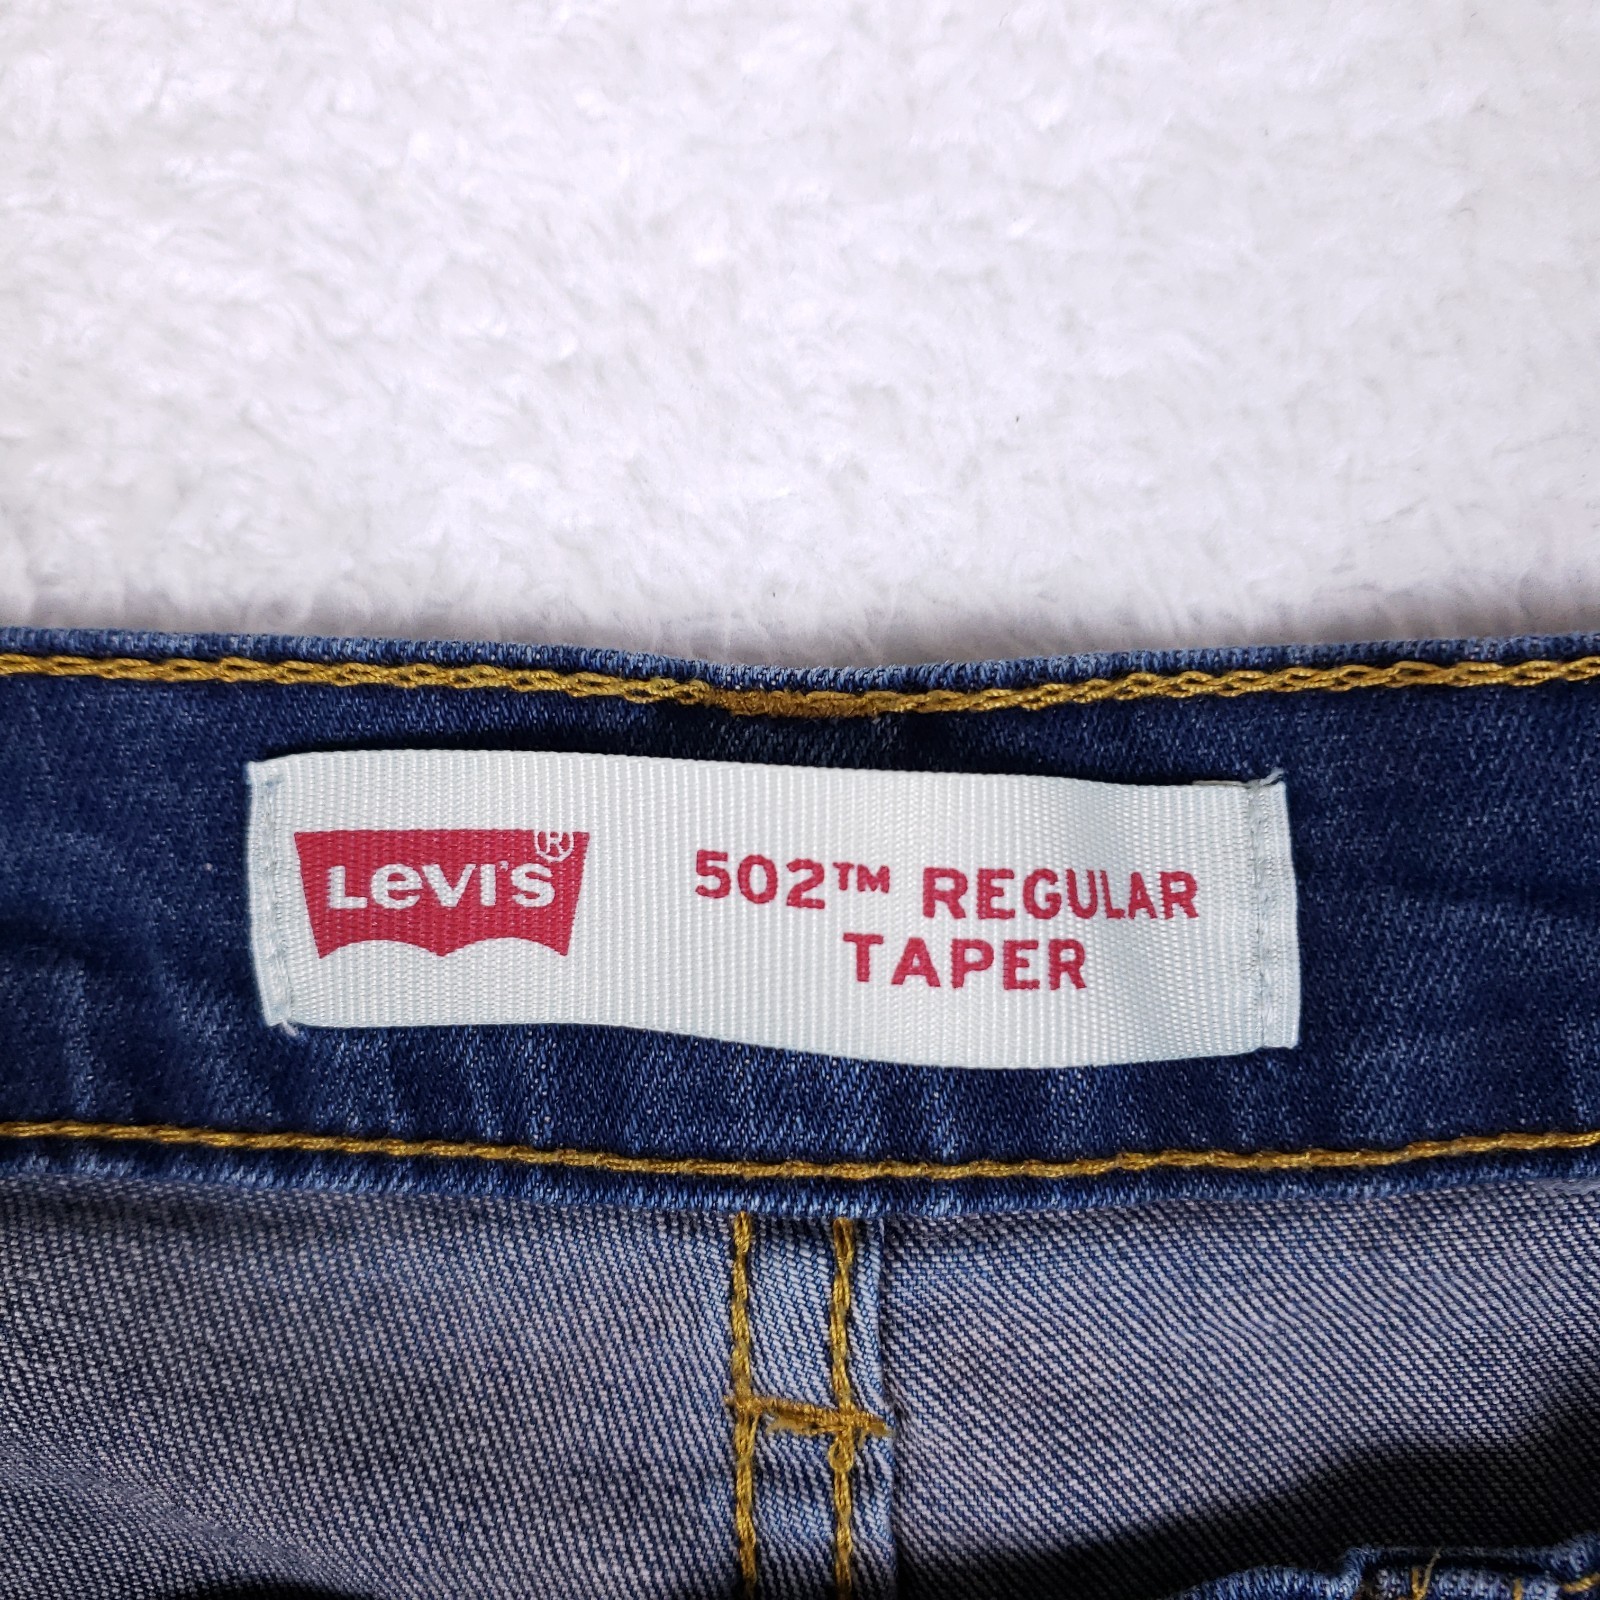 Levi's®
502™ REGULAR
TAPER